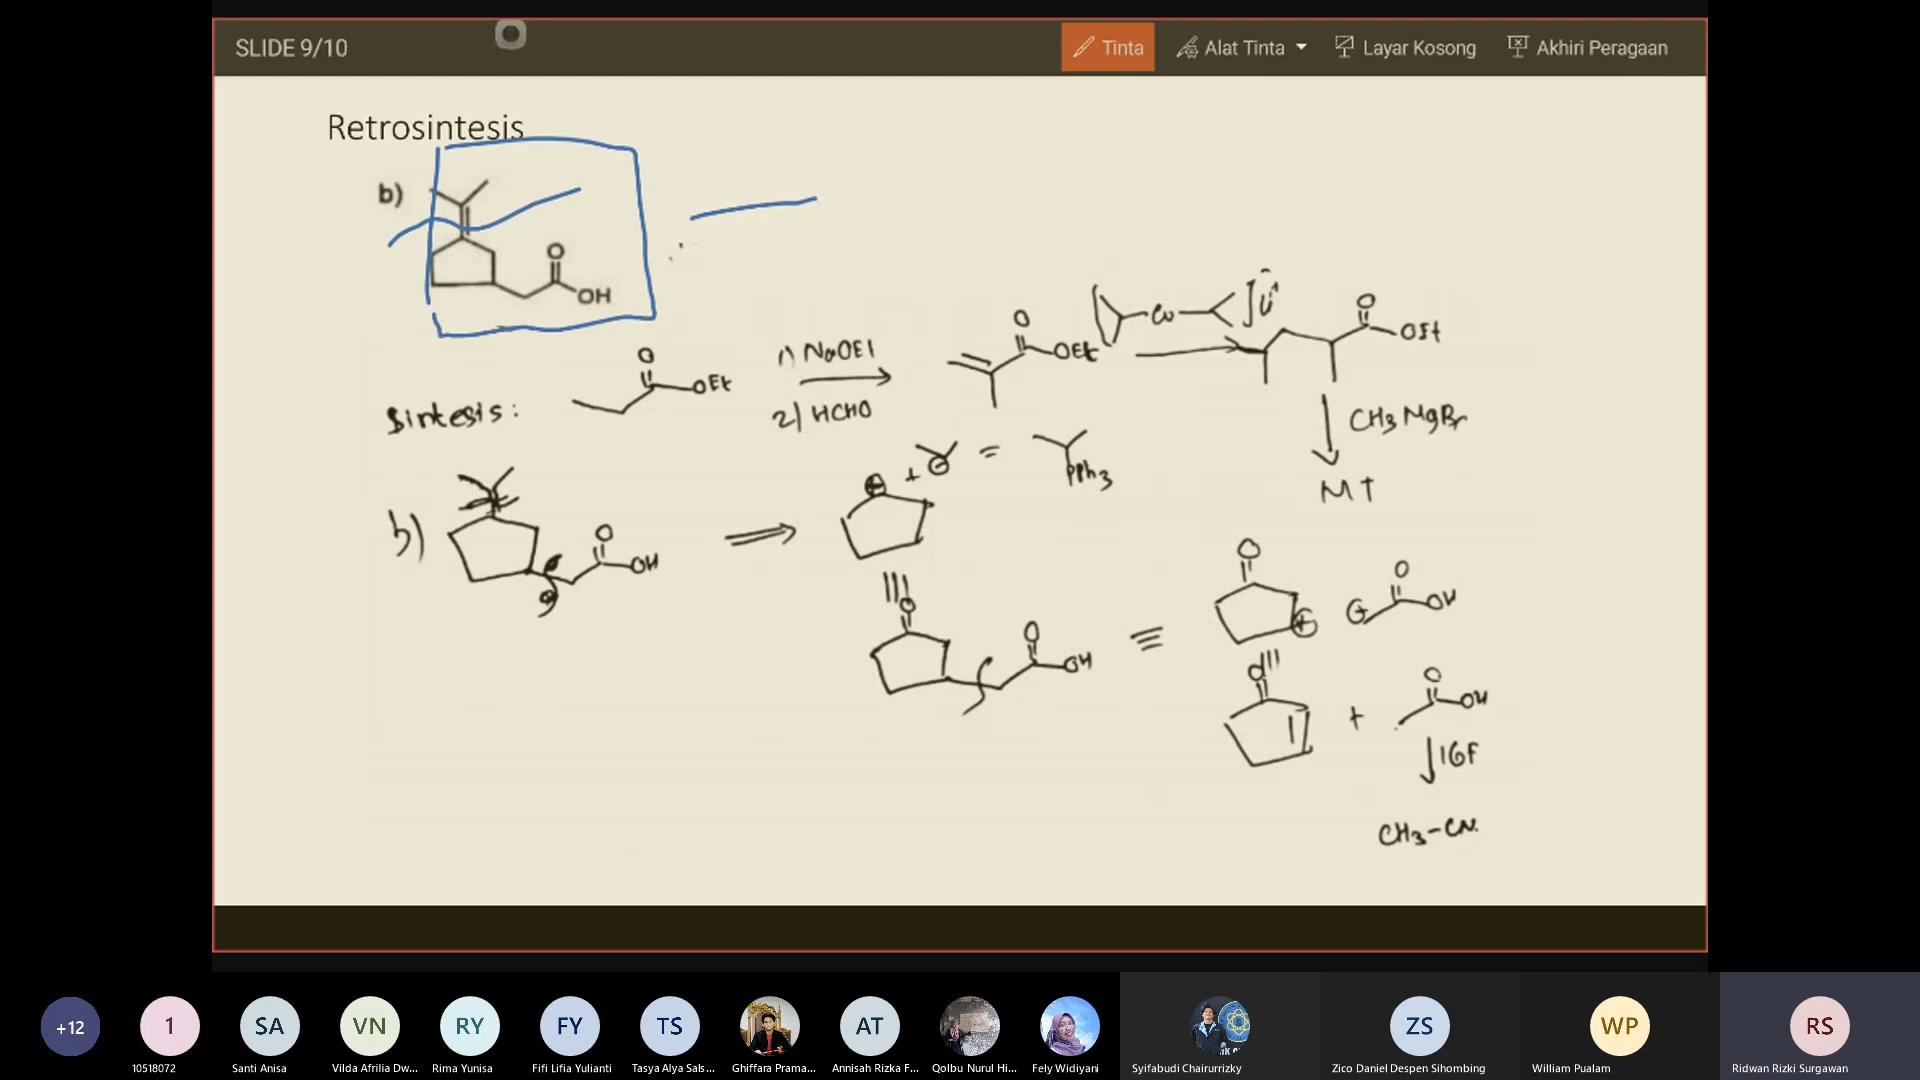 SLIDE 9/10
Tinta
Alat Tinta
Layar Kosong
Akhiri Peragaan
Retrosintesis
b)
O
OH
Sintesis:
O
OEt
1) NaOEt
2) HCHO
O
OEt
Cu
Li
O
OEt
CH3MgBr
MT
b)
O
OH
+
=
PPh3
O
O
OH
O
O
OH
O
+
O
OH
IGF
CH3-CN
+12
1
SA
VN
RY
FY
TS
AT
ZS
WP
RS
10518072
Santi Anisa
Vilda Afrilia Dw...
Rima Yunisa
Fifi Lifia Yulianti
Tasya Alya Sals...
Ghiffara Prama...
Annisah Rizka F...
Qolbu Nurul Hi...
Fely Widiyani
Syifabudi Chairurrizky
Zico Daniel Despen Sihombing
William Pualam
Ridwan Rizki Surgawan